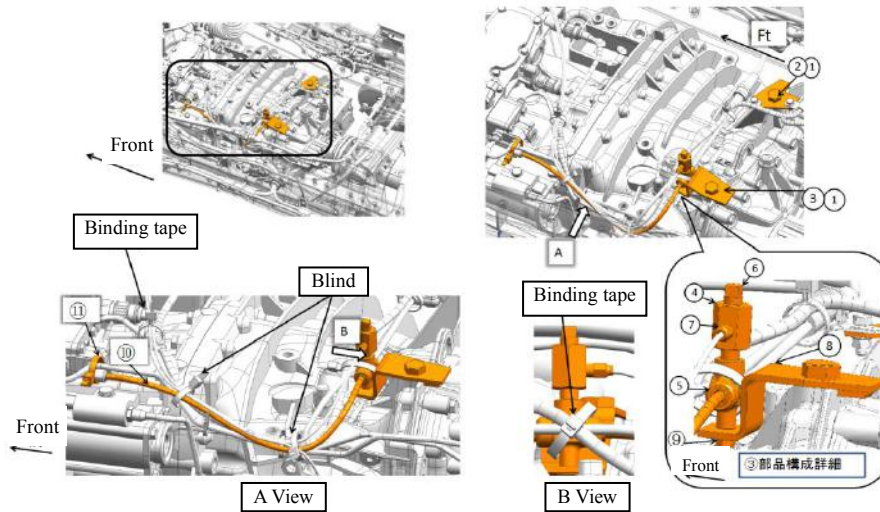 Front
Ft
②①
③①
A
Binding tape
Blind
⑪
⑩
B
Front
A View
Binding tape
B View
⑥
④
⑦
⑧
⑤
⑨
Front
③部品構成詳細